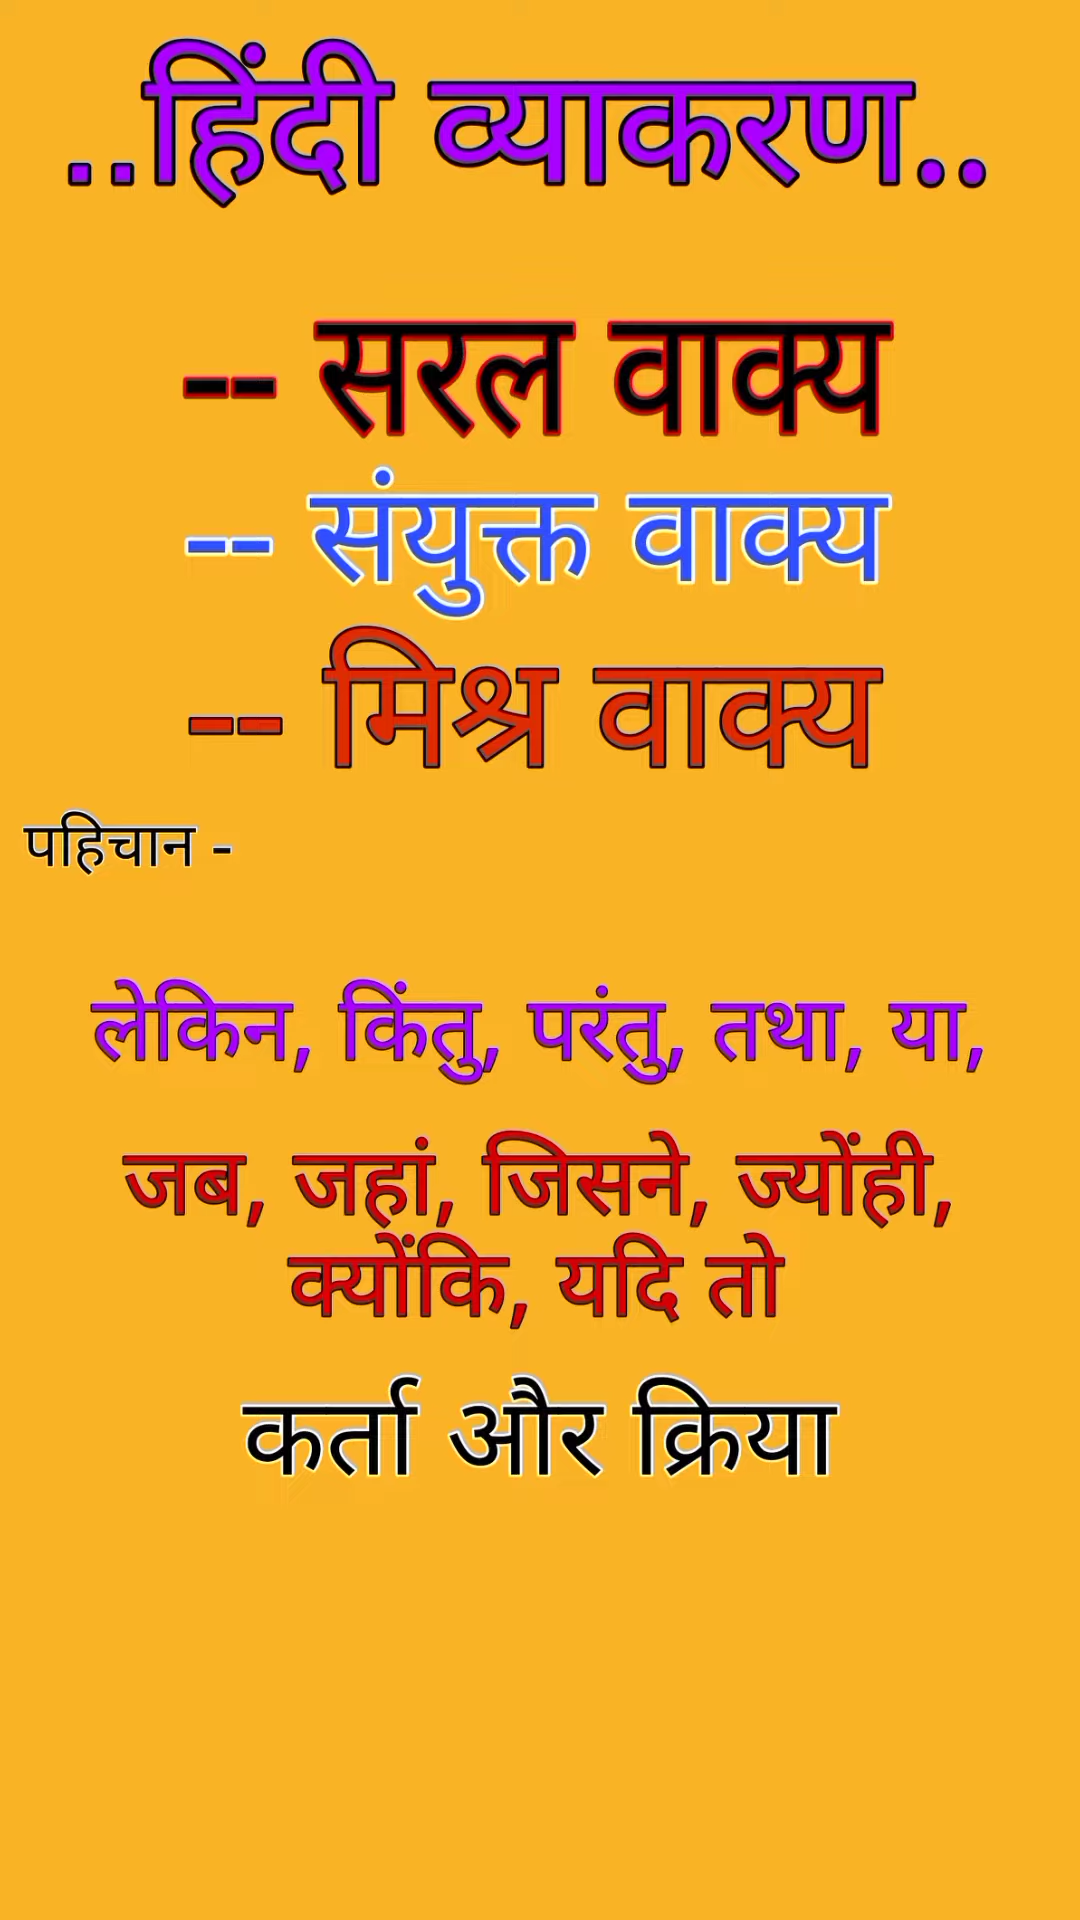 ..हिंदी व्याकरण..
-- सरल वाक्य
-- संयुक्त वाक्य
-- मिश्र वाक्य
पहिचान -
लेकिन, किंतु, परंतु, तथा, या,
जब, जहां, जिसने, ज्योंही,
क्योंकि, यदि तो
कर्ता और क्रिया